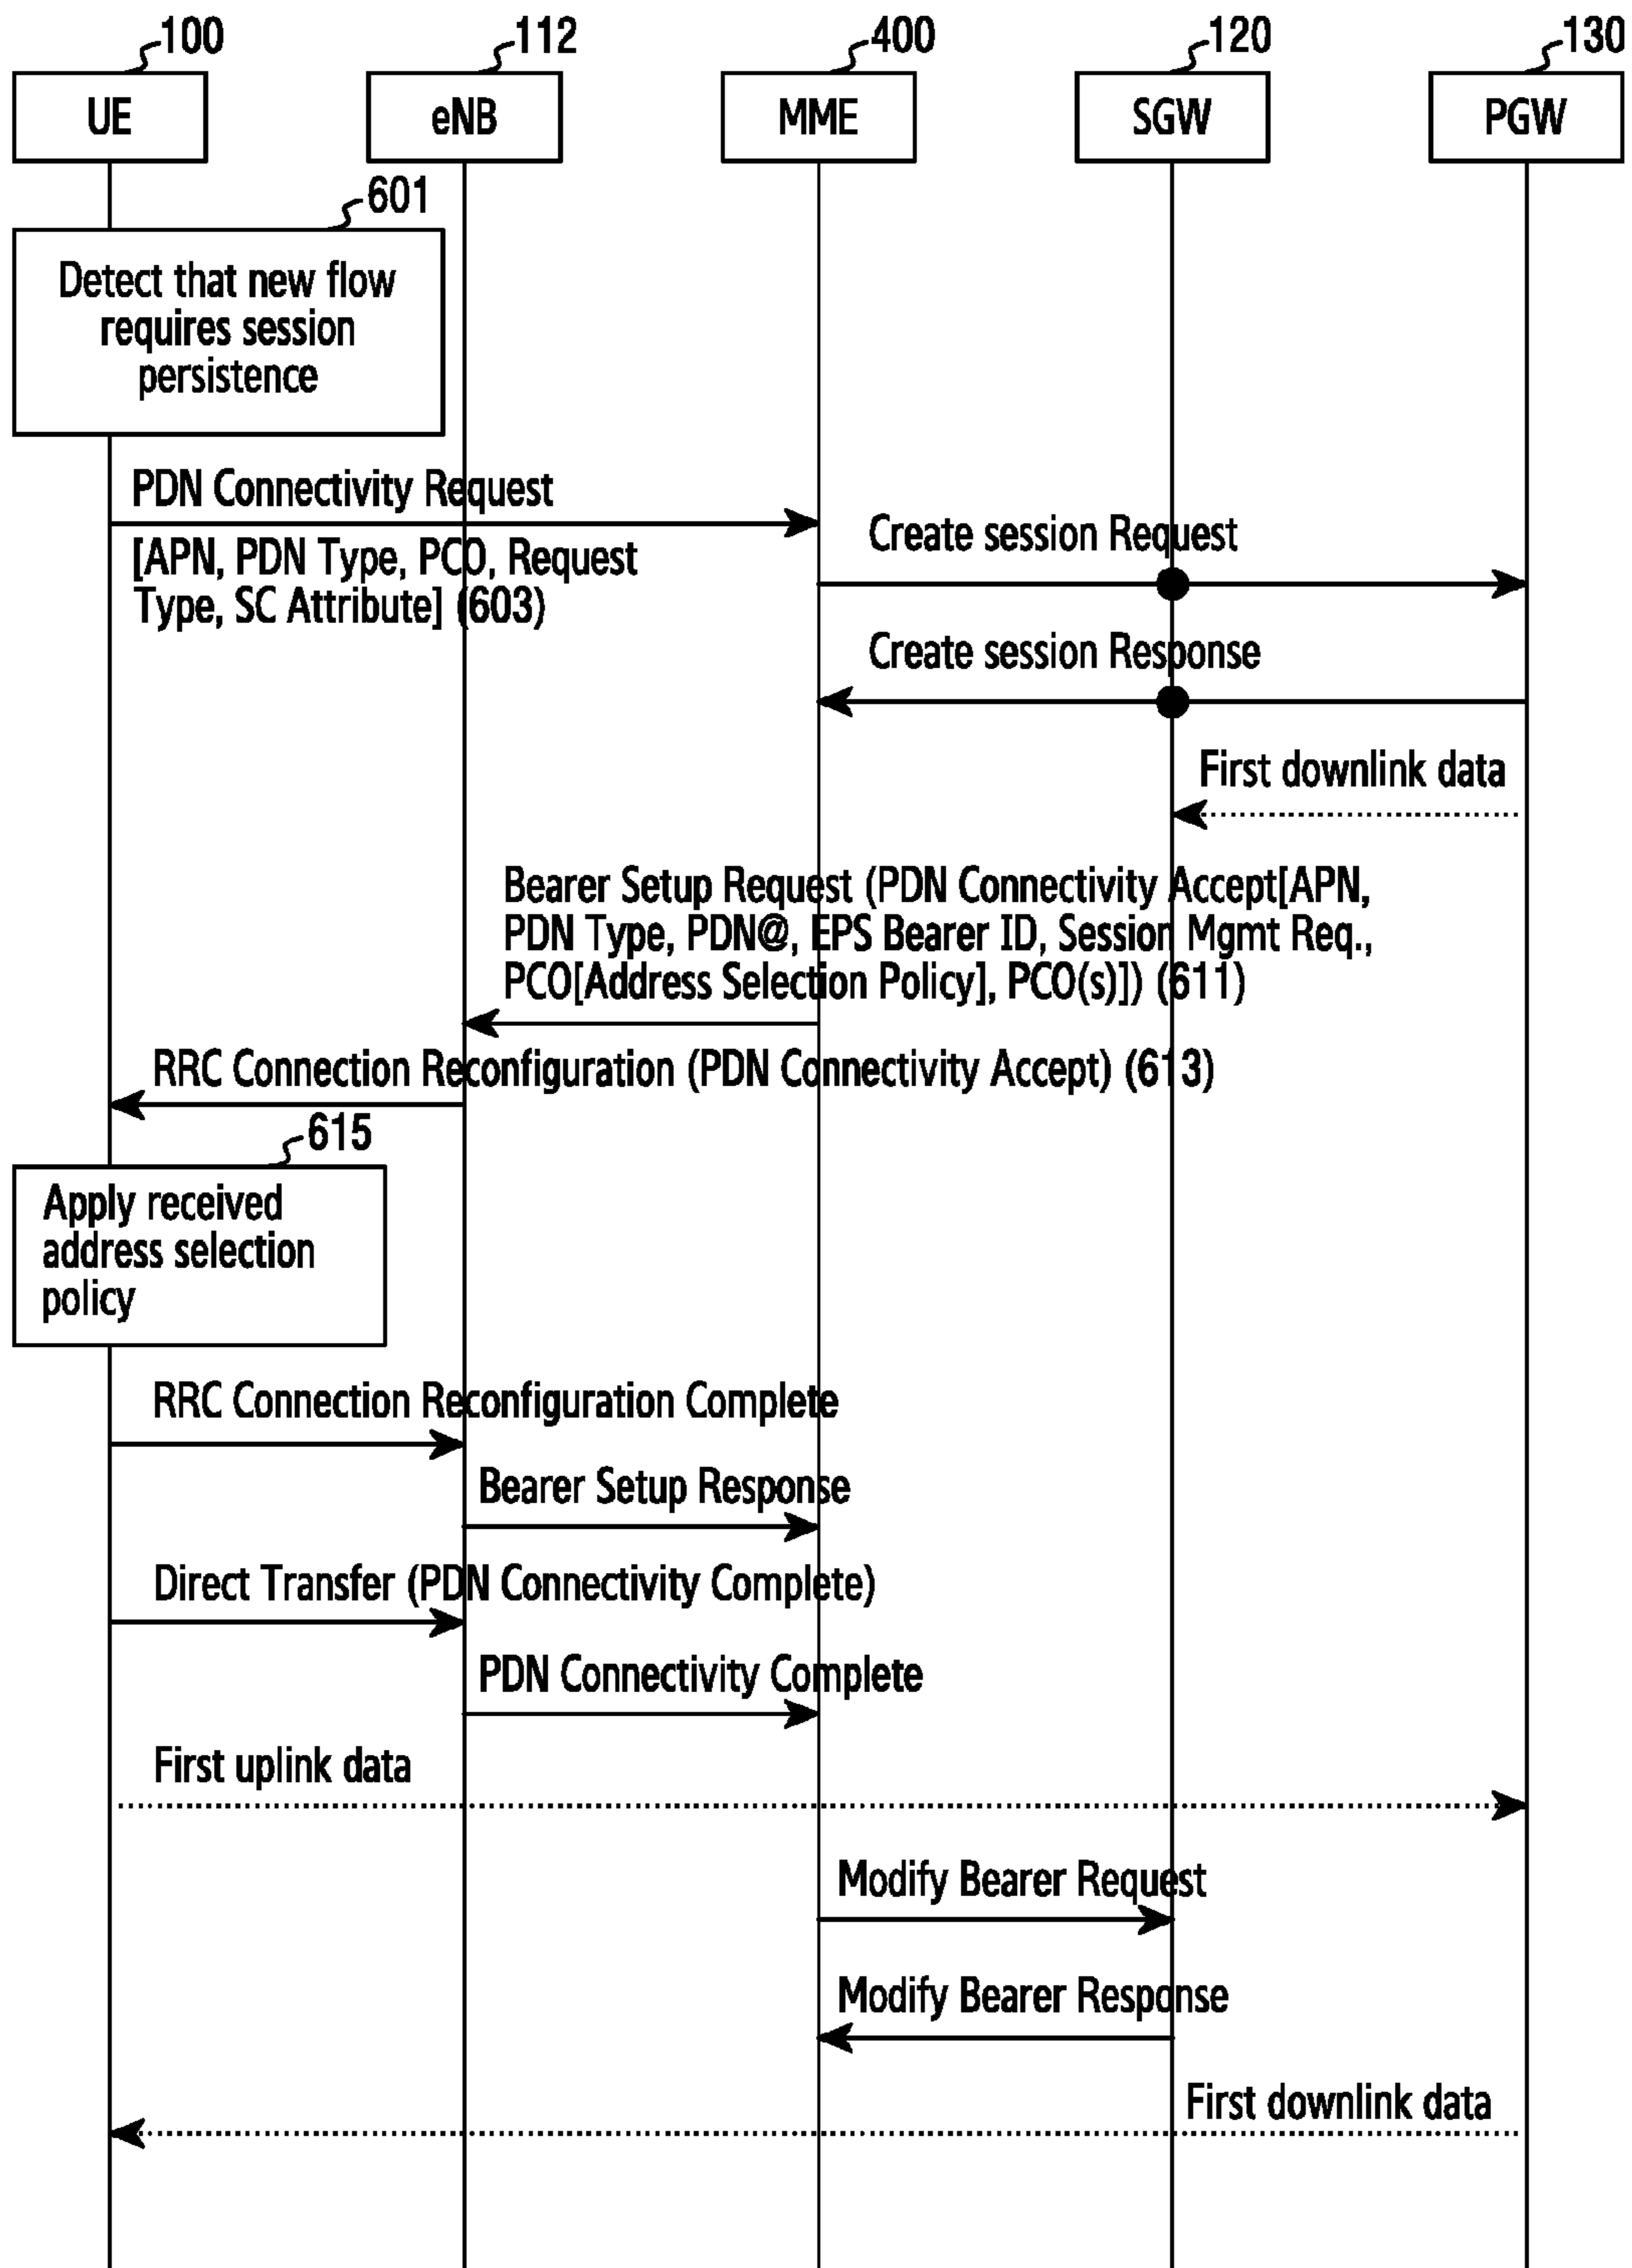 100
112
400
120
130
UE
eNB
MME
SGW
PGW
601
Detect that new flow
requires session
persistence
PDN Connectivity Request
[APN, PDN Type, PCO, Request
Type, SC Attribute] (603)
Create session Request
Create session Response
First downlink data
Bearer Setup Request (PDN Connectivity Accept[APN,
PDN Type, PDN@, EPS Bearer ID, Session Mgmt Req.,
PCO[Address Selection Policy], PCO(s)]) (611)
RRC Connection Reconfiguration (PDN Connectivity Accept) (613)
615
Apply received
address selection
policy
RRC Connection Reconfiguration Complete
Bearer Setup Response
Direct Transfer (PDN Connectivity Complete)
PDN Connectivity Complete
First uplink data
Modify Bearer Request
Modify Bearer Response
First downlink data